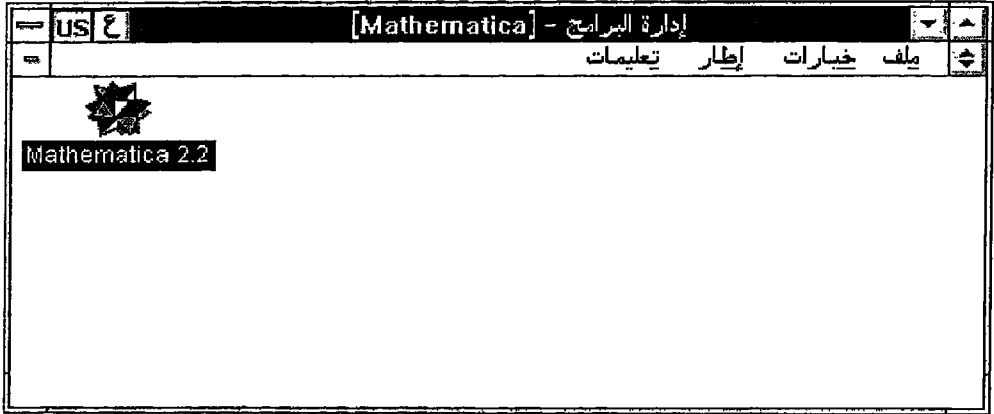 US ع إدارة البرامج - [Mathematica]
ملف خيارات إطار تعليمات
Mathematica 2.2